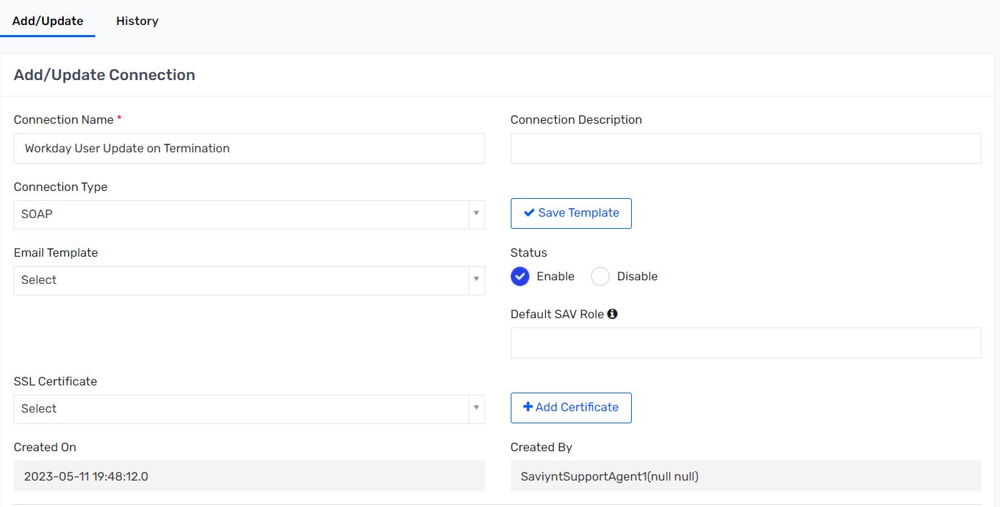 Add/Update History
Add/Update Connection
Connection Name * Connection Description
Workday User Update on Termination
Connection Type
SOAP Save Template
Email Template Status
Select Enable Disable
Default SAV Role
SSL Certificate
Select Add Certificate
Created On Created By
2023-05-11 19:48:12.0 SaviyntSupportAgent1(null null)